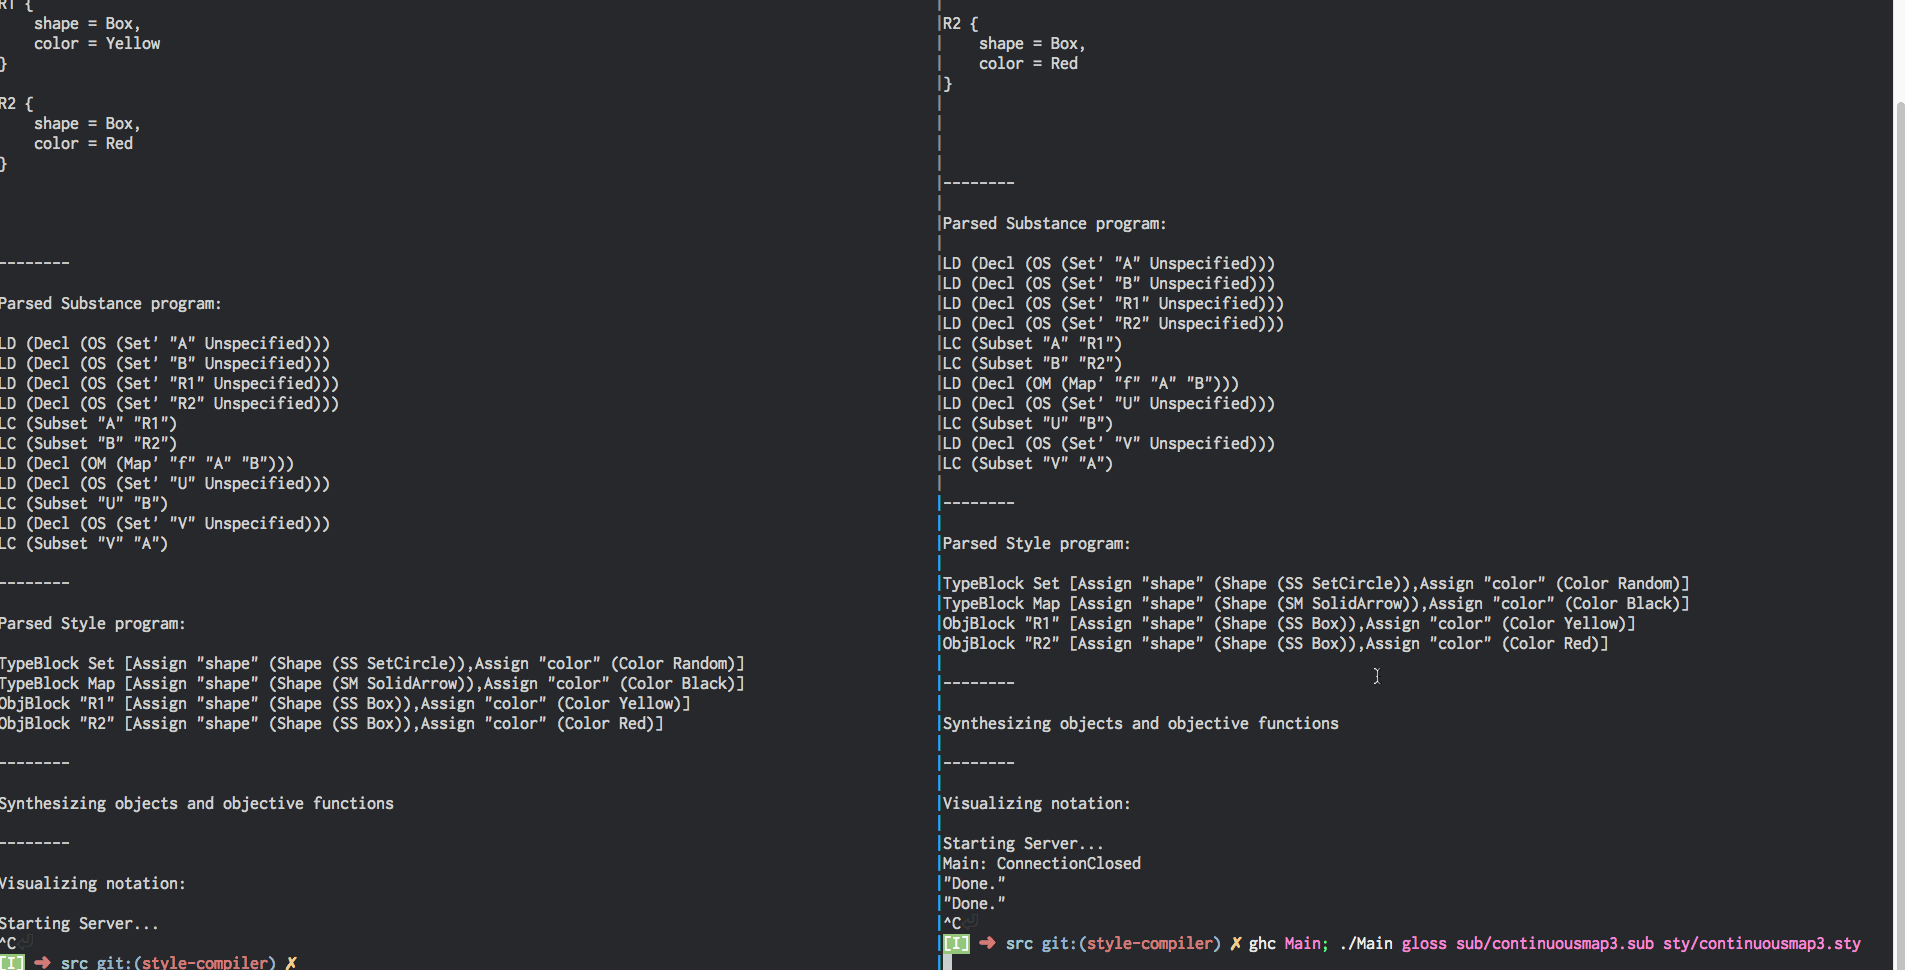 R1 {
    shape = Box,
    color = Yellow
}
R2 {
    shape = Box,
    color = Red
}
--------
Parsed Substance program:
LD (Decl (OS (Set' "A" Unspecified)))
LD (Decl (OS (Set' "B" Unspecified)))
LD (Decl (OS (Set' "R1" Unspecified)))
LD (Decl (OS (Set' "R2" Unspecified)))
LC (Subset "A" "R1")
LC (Subset "B" "R2")
LD (Decl (OM (Map' "f" "A" "B")))
LD (Decl (OS (Set' "U" Unspecified)))
LC (Subset "U" "B")
LD (Decl (OS (Set' "V" Unspecified)))
LC (Subset "V" "A")
--------
Parsed Style program:
TypeBlock Set [Assign "shape" (Shape (SS SetCircle)),Assign "color" (Color Random)]
TypeBlock Map [Assign "shape" (Shape (SM SolidArrow)),Assign "color" (Color Black)]
ObjBlock "R1" [Assign "shape" (Shape (SS Box)),Assign "color" (Color Yellow)]
ObjBlock "R2" [Assign "shape" (Shape (SS Box)),Assign "color" (Color Red)]
--------
Synthesizing objects and objective functions
--------
Visualizing notation:
Starting Server...
^C⏎
[I] ➜ src git:(style-compiler) ✗
R2 {
    shape = Box,
    color = Red
}
--------
Parsed Substance program:
LD (Decl (OS (Set' "A" Unspecified)))
LD (Decl (OS (Set' "B" Unspecified)))
LD (Decl (OS (Set' "R1" Unspecified)))
LD (Decl (OS (Set' "R2" Unspecified)))
LC (Subset "A" "R1")
LC (Subset "B" "R2")
LD (Decl (OM (Map' "f" "A" "B")))
LD (Decl (OS (Set' "U" Unspecified)))
LC (Subset "U" "B")
LD (Decl (OS (Set' "V" Unspecified)))
LC (Subset "V" "A")
--------
Parsed Style program:
TypeBlock Set [Assign "shape" (Shape (SS SetCircle)),Assign "color" (Color Random)]
TypeBlock Map [Assign "shape" (Shape (SM SolidArrow)),Assign "color" (Color Black)]
ObjBlock "R1" [Assign "shape" (Shape (SS Box)),Assign "color" (Color Yellow)]
ObjBlock "R2" [Assign "shape" (Shape (SS Box)),Assign "color" (Color Red)]
--------
Synthesizing objects and objective functions
--------
Visualizing notation:
Starting Server...
Main: ConnectionClosed
"Done."
"Done."
^C⏎
[I] ➜ src git:(style-compiler) ✗ ghc Main; ./Main gloss sub/continuousmap3.sub sty/continuousmap3.sty